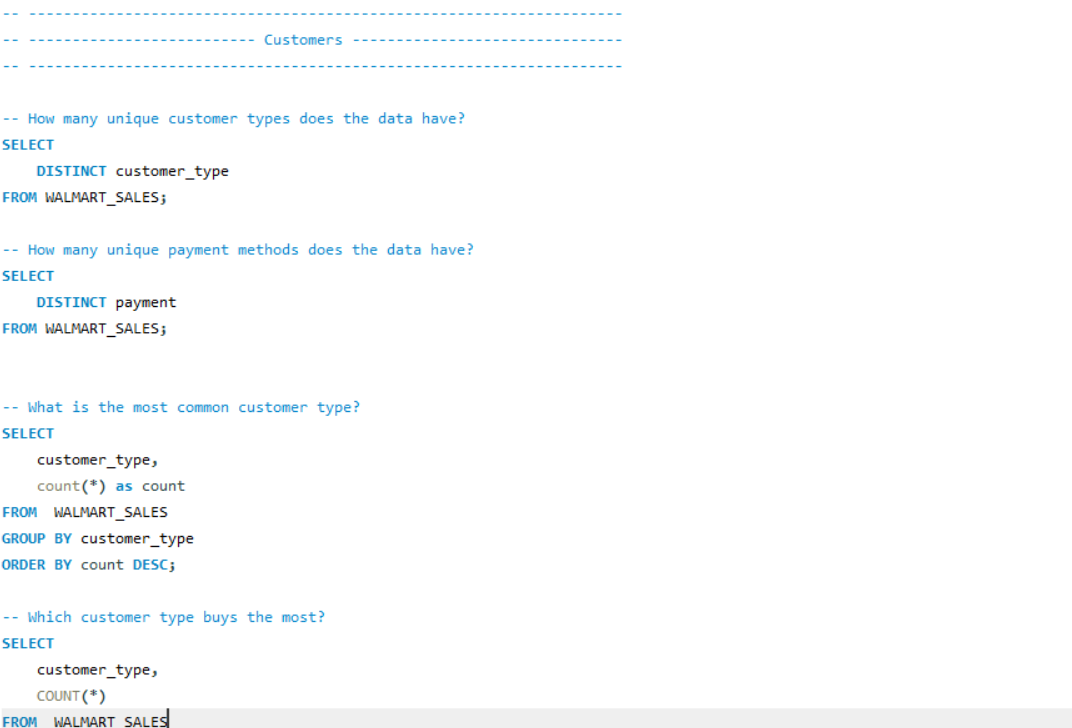 -- --------------------------------------------------------------------
-- -------------------------- Customers -------------------------------
-- --------------------------------------------------------------------
-- How many unique customer types does the data have?
SELECT
    DISTINCT customer_type
FROM WALMART_SALES;
-- How many unique payment methods does the data have?
SELECT
    DISTINCT payment
FROM WALMART_SALES;
-- What is the most common customer type?
SELECT
    customer_type,
    count(*) as count
FROM  WALMART_SALES
GROUP BY customer_type
ORDER BY count DESC;
-- Which customer type buys the most?
SELECT
    customer_type,
    COUNT(*)
FROM  WALMART_SALES